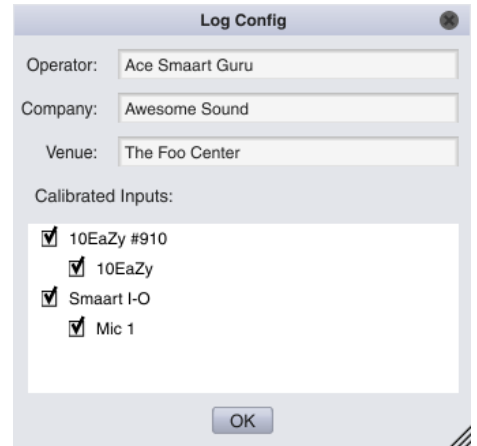 Log Config
Operator: Ace Smaart Guru
Company: Awesome Sound
Venue: The Foo Center
Calibrated Inputs:
10EaZy #910
10EaZy
Smaart I-O
Mic 1
OK